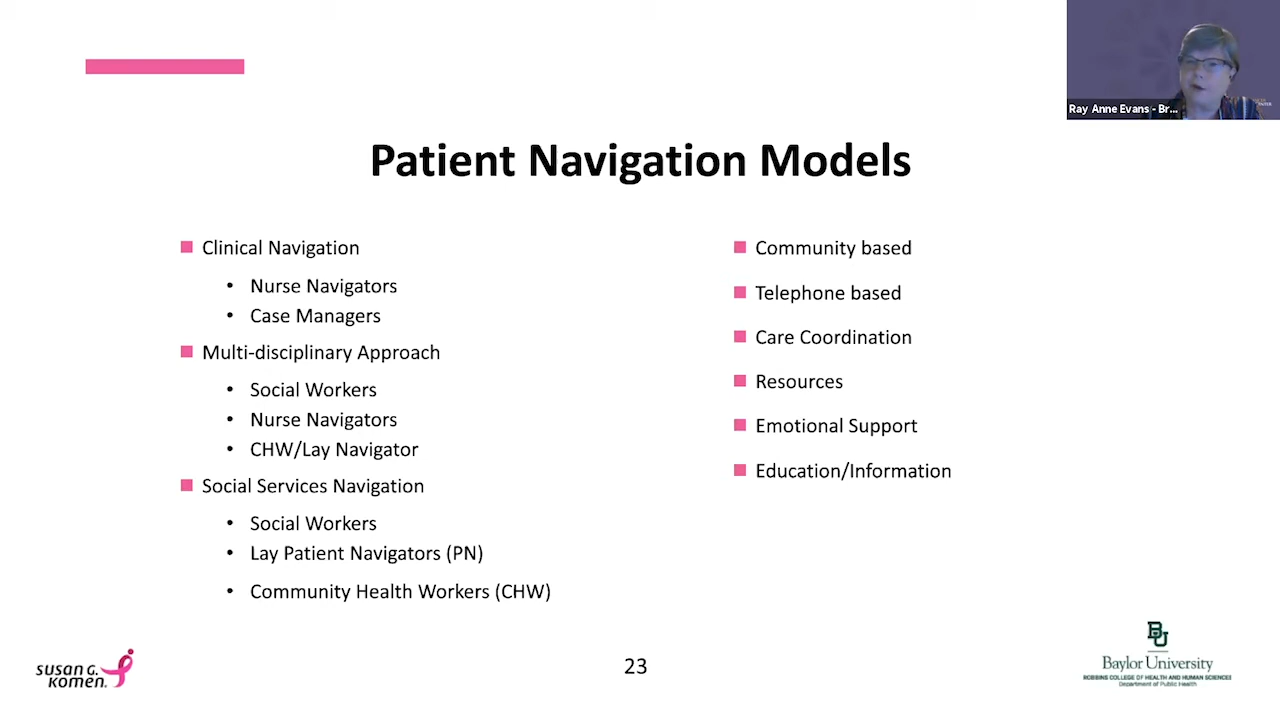 Ray Anne Evans - Br...
Patient Navigation Models
Clinical Navigation
• Nurse Navigators
• Case Managers
Multi-disciplinary Approach
• Social Workers
• Nurse Navigators
• CHW/Lay Navigator
Social Services Navigation
• Social Workers
• Lay Patient Navigators (PN)
• Community Health Workers (CHW)
Community based
Telephone based
Care Coordination
Resources
Emotional Support
Education/Information
susan G.
komen.
23
BU
Baylor University
ROBBINS COLLEGE OF HEALTH AND HUMAN SCIENCES
Department of Public Health